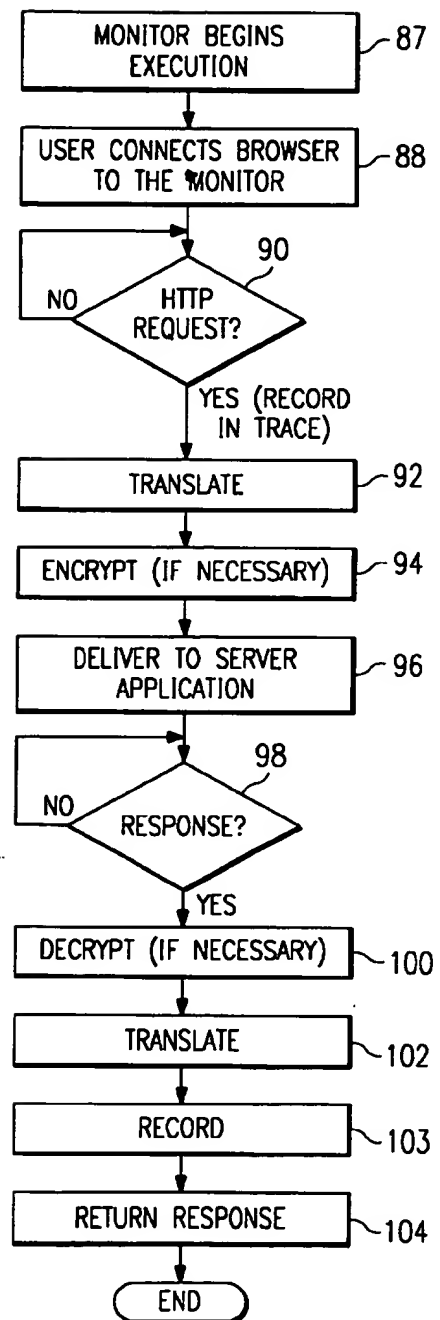 MONITOR BEGINS
EXECUTION
87
USER CONNECTS BROWSER
TO THE MONITOR
88
90
NO
HTTP
REQUEST?
YES (RECORD
IN TRACE)
TRANSLATE
92
ENCRYPT (IF NECESSARY)
94
DELIVER TO SERVER
APPLICATION
96
98
NO
RESPONSE?
YES
DECRYPT (IF NECESSARY)
100
TRANSLATE
102
RECORD
103
RETURN RESPONSE
104
END